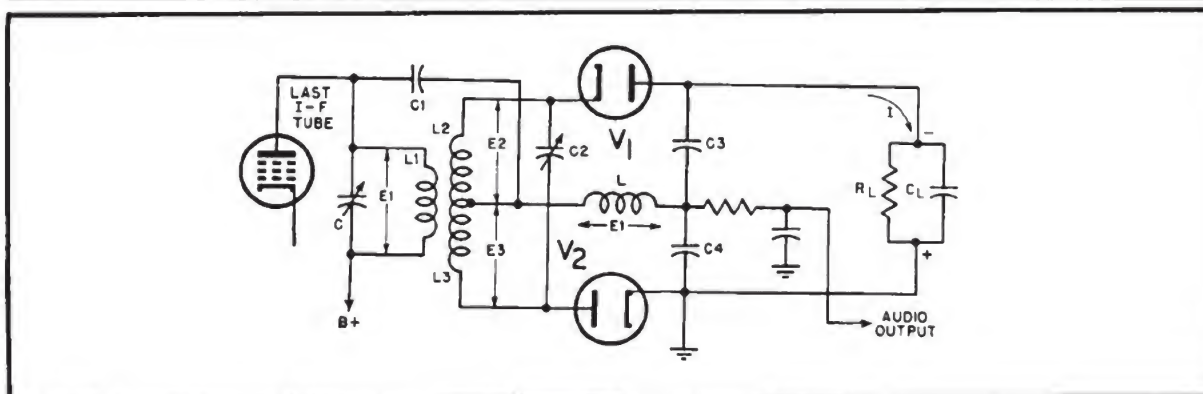 LAST
I-F
TUBE
C1
L2
V1
I
−
L1
E2
C2
C3
L
RL
CL
C
E1
E1
E3
V2
C4
L3
+
B+
AUDIO
OUTPUT